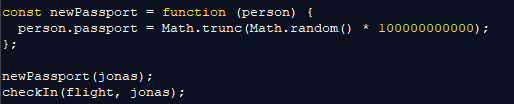 const newPassport = function (person) {
  person.passport = Math.trunc(Math.random() * 100000000000);
};

newPassport(jonas);
checkIn(flight, jonas);